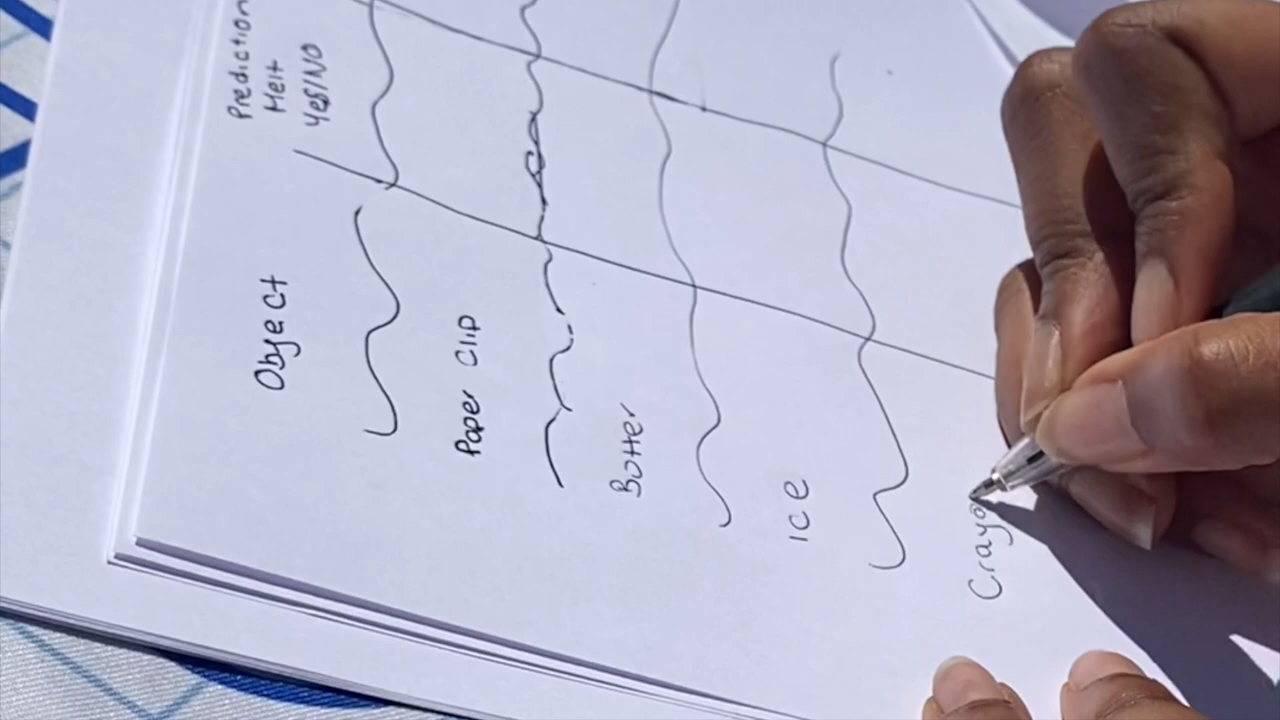 Object
Prediction
Melt
Yes/No
Paper Clip
Butter
Ice
Crayo